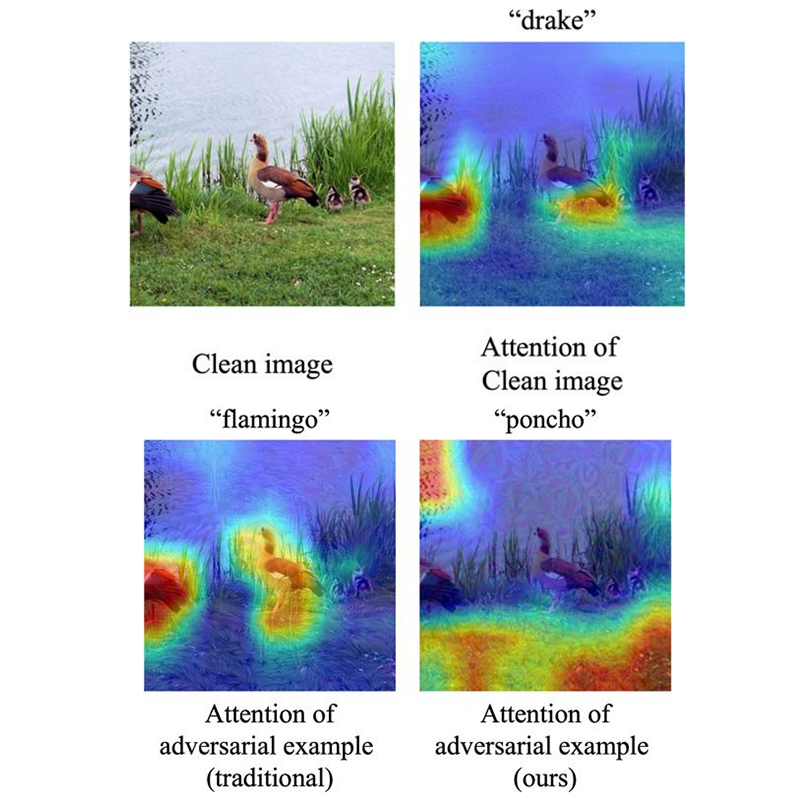 “drake”
Clean image
Attention of
Clean image
“flamingo”
“poncho”
Attention of
adversarial example
(traditional)
Attention of
adversarial example
(ours)